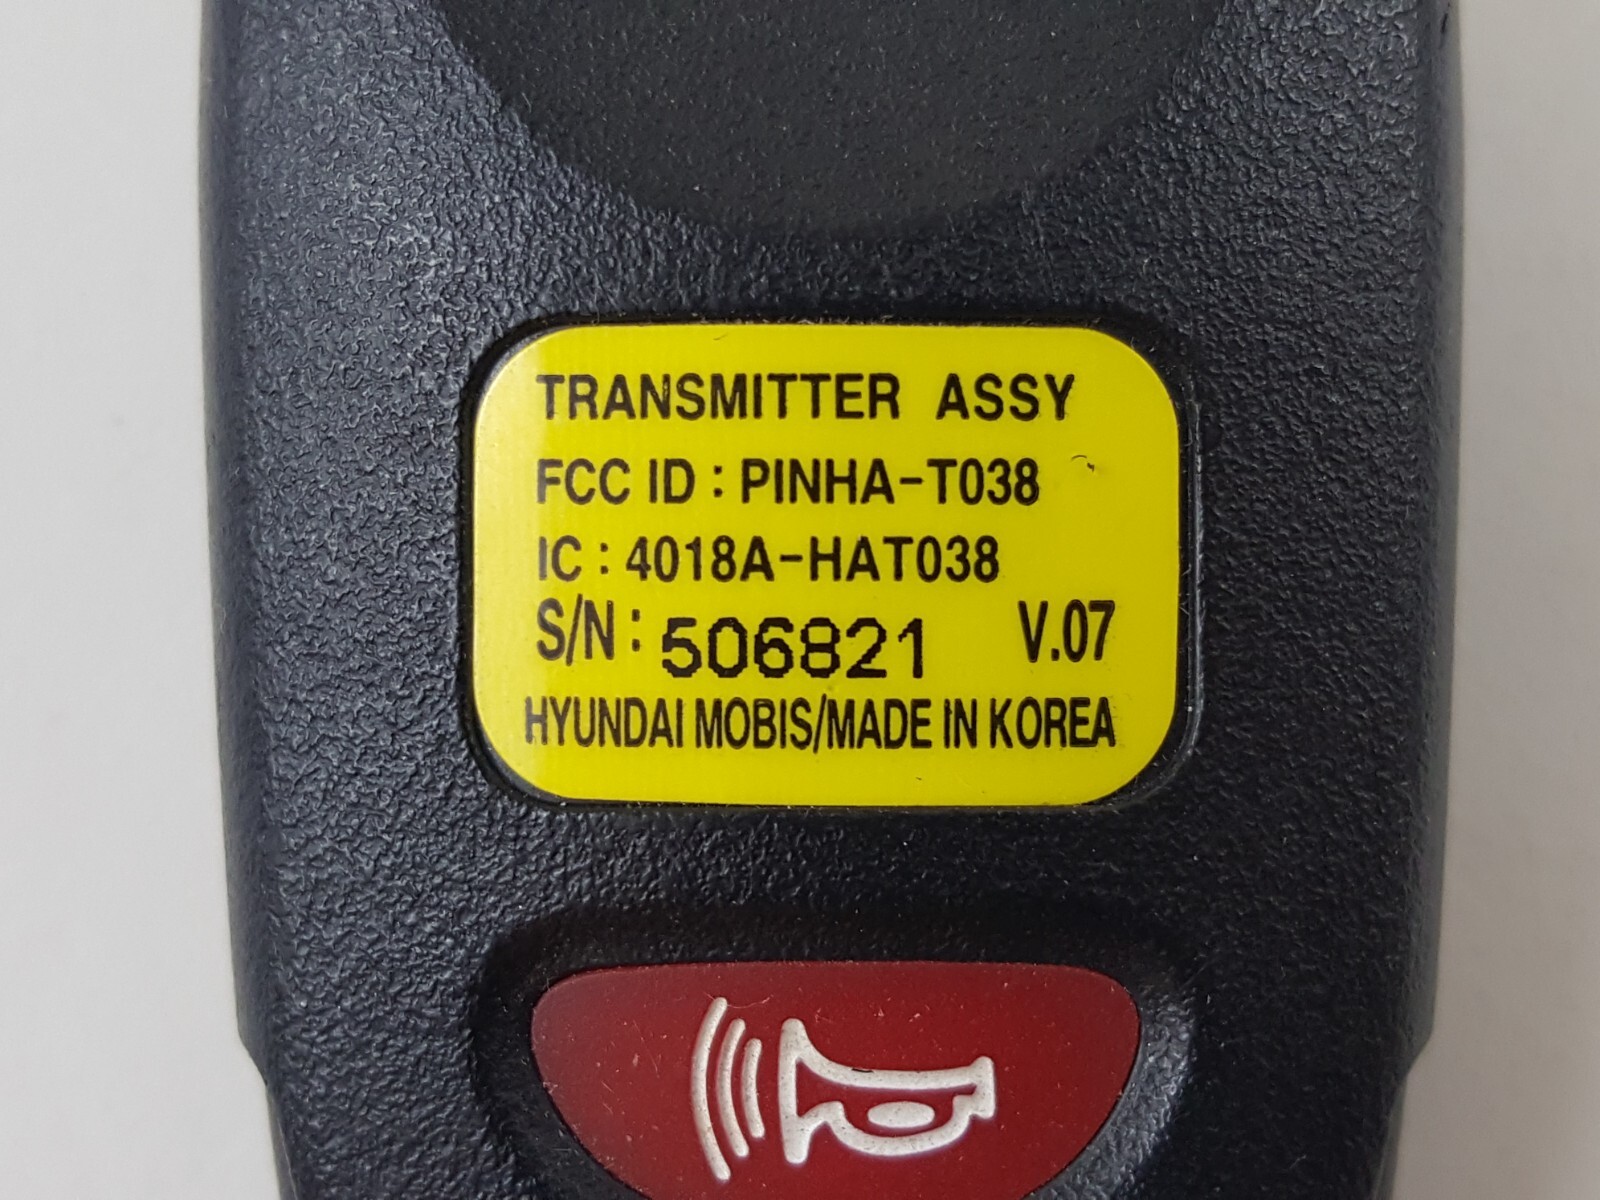 TRANSMITTER ASSY
FCC ID : PINHA-T038
IC : 4018A-HAT038
S/N : 506821 V.07
HYUNDAI MOBIS/MADE IN KOREA